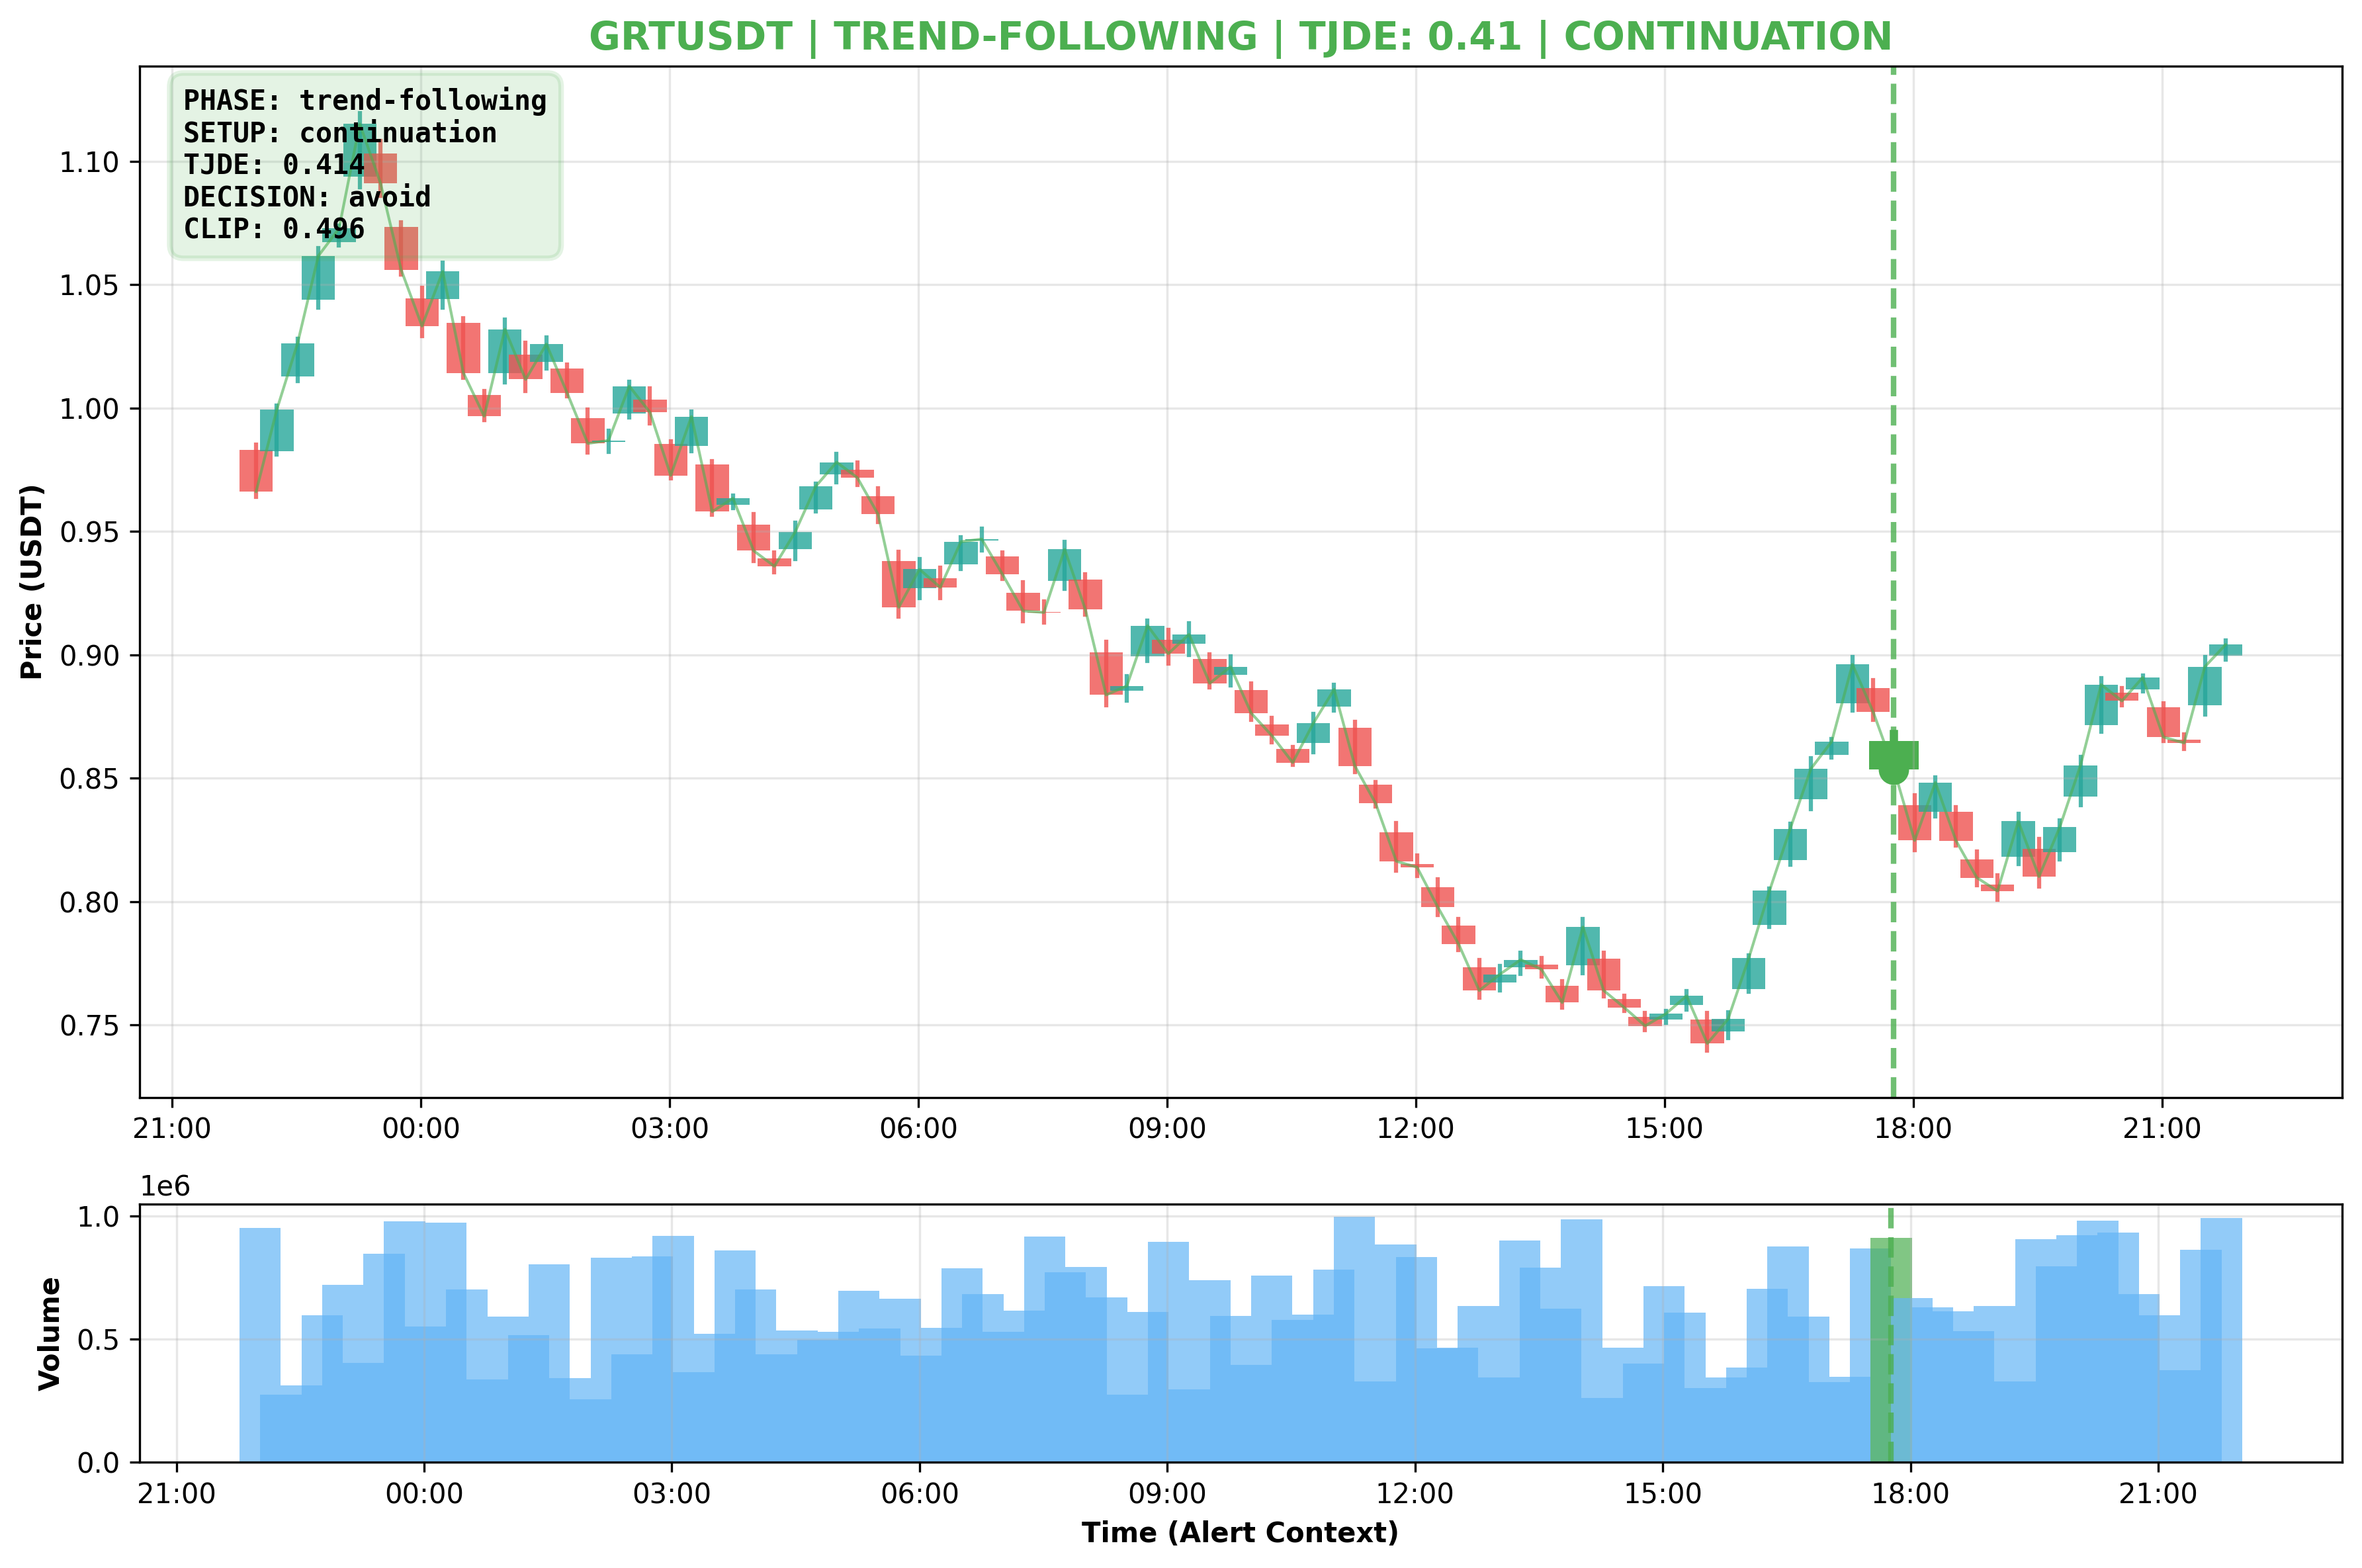 GRTUSDT | TREND-FOLLOWING | TJDE: 0.41 | CONTINUATION
PHASE: trend-following
SETUP: continuation
TJDE: 0.414
DECISION: avoid
CLIP: 0.496
Price (USDT)
1.10
1.05
1.00
0.95
0.90
0.85
0.80
0.75
21:00 00:00 03:00 06:00 09:00 12:00 15:00 18:00 21:00
1e6
Volume
1.0
0.5
0.0
21:00 00:00 03:00 06:00 09:00 12:00 15:00 18:00 21:00
Time (Alert Context)